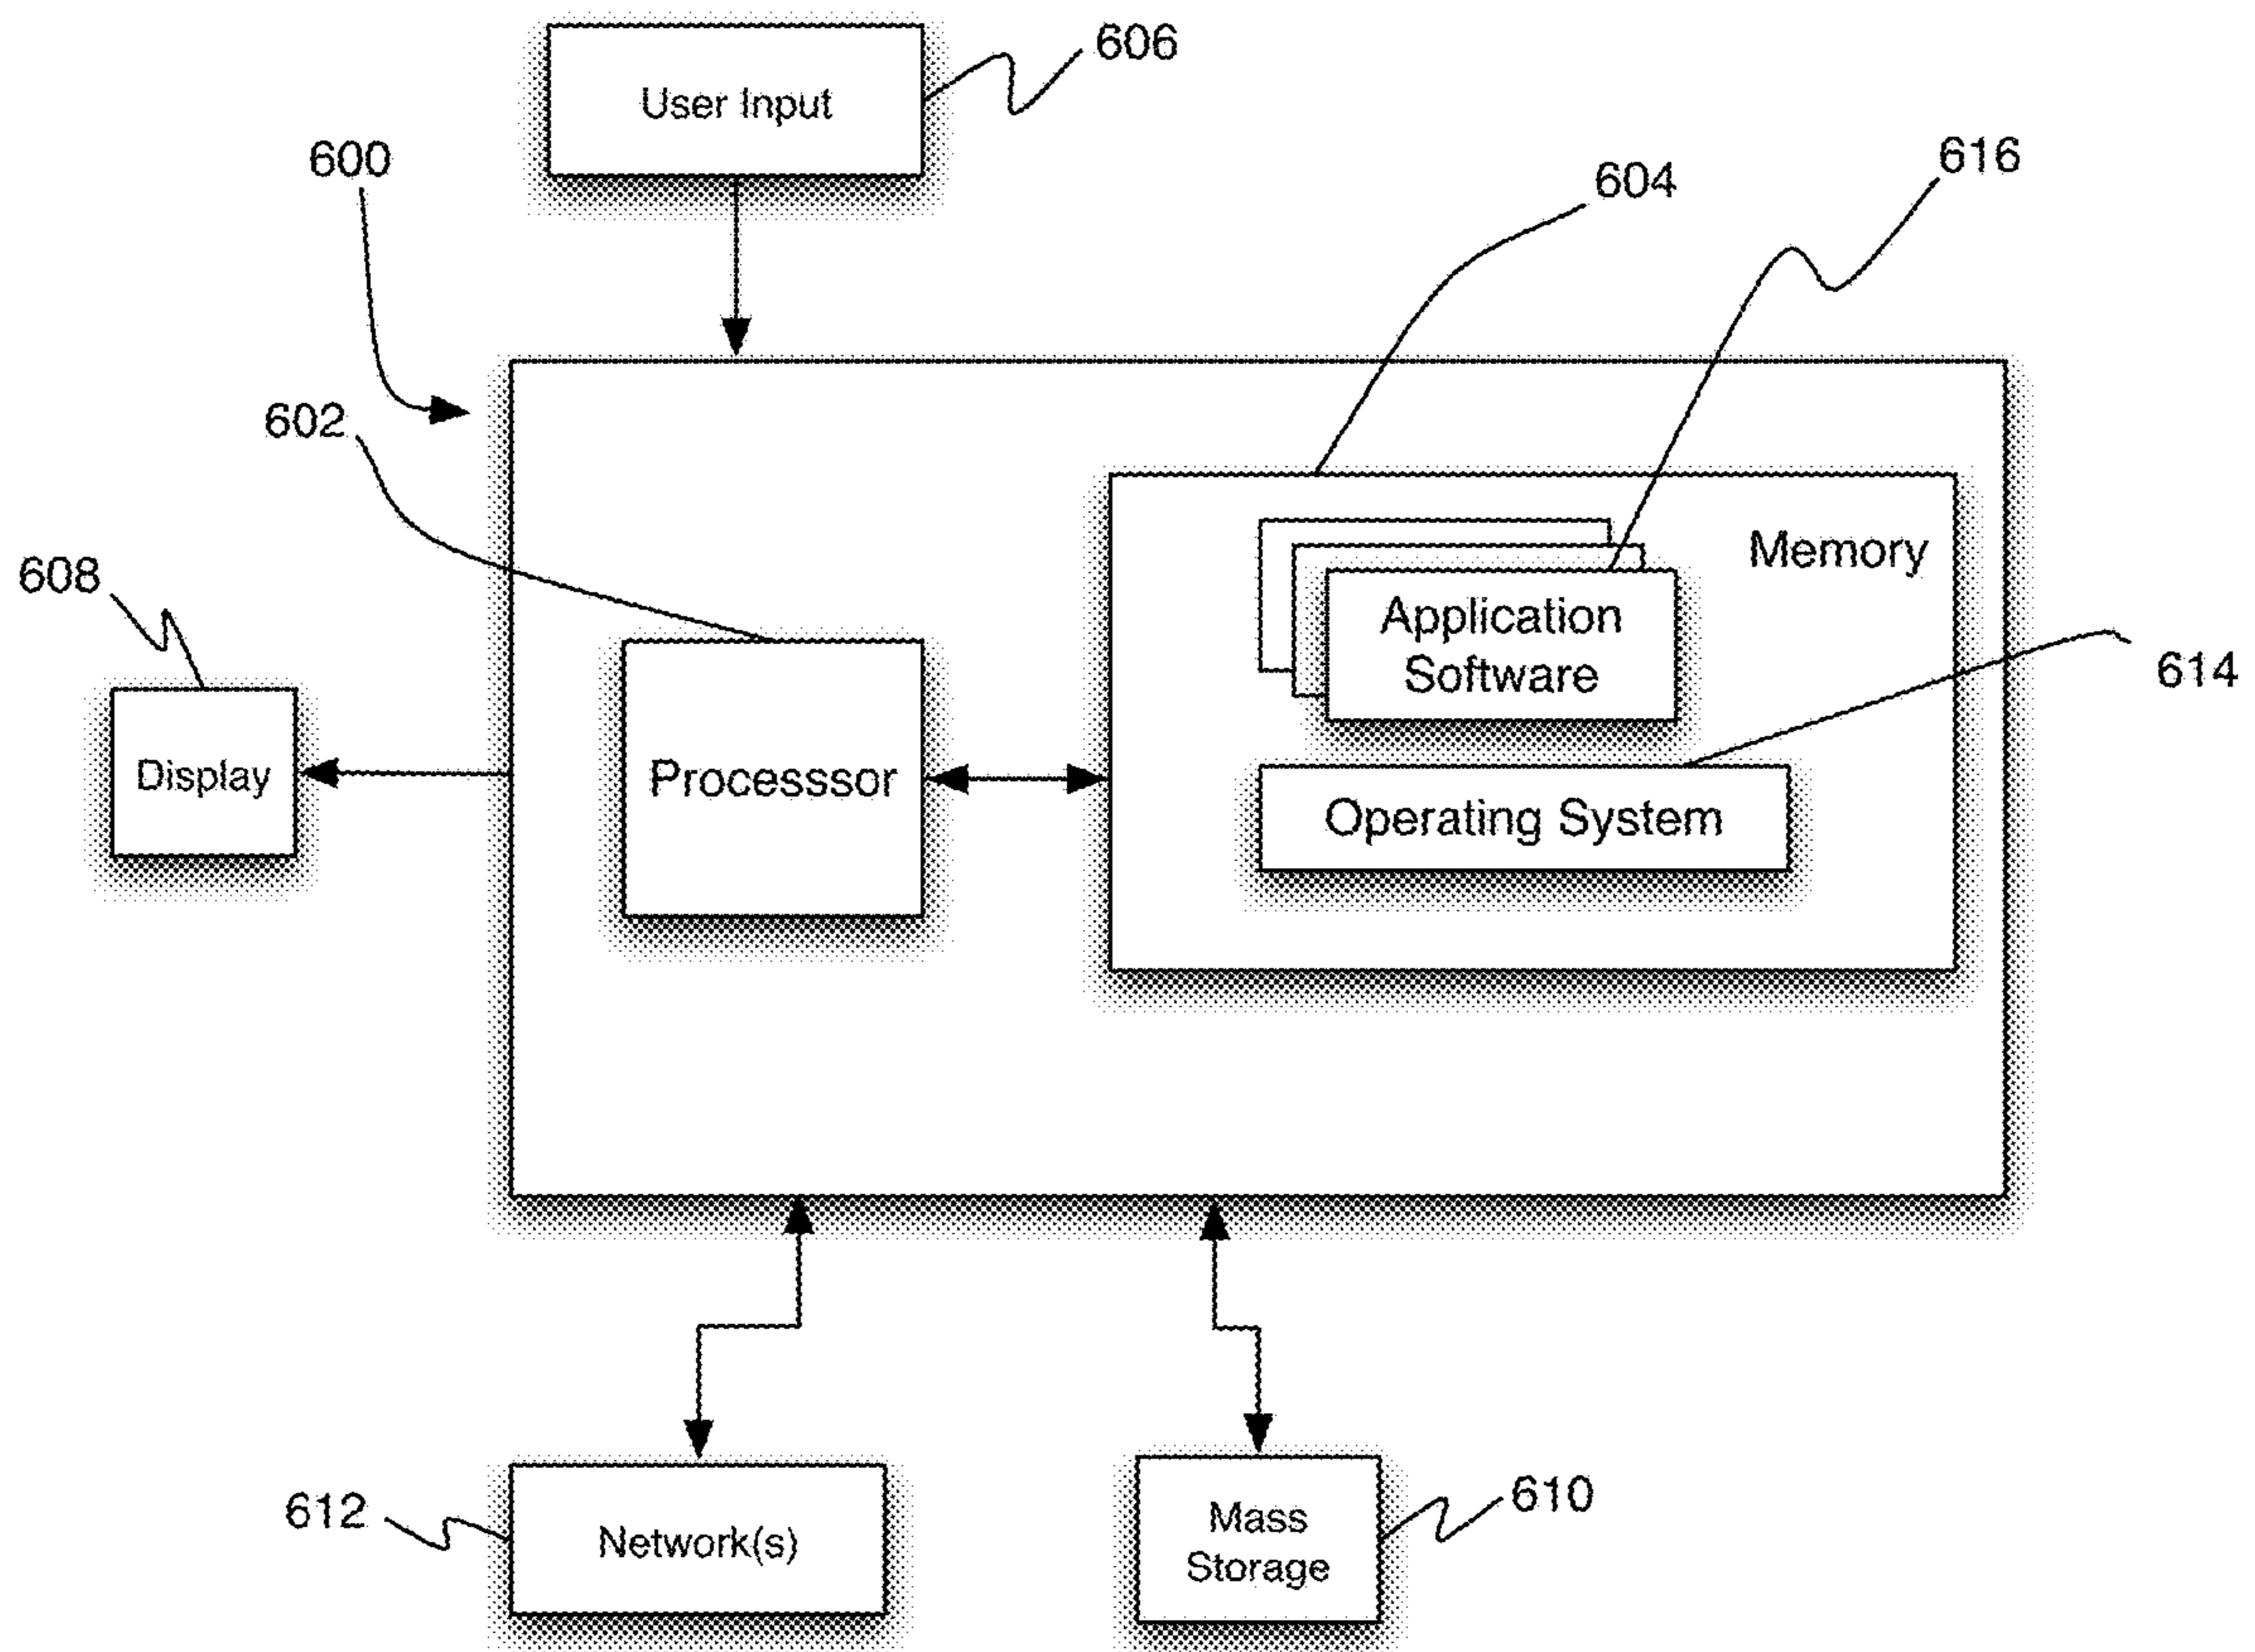 606
User Input
600
616
604
602
Memory
608
Application
Software
614
Display
Processsor
Operating System
612
Network(s)
610
Mass
Storage